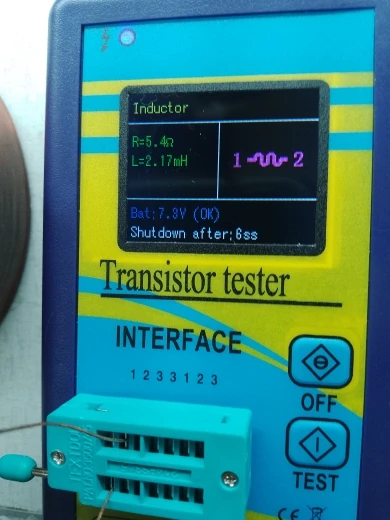 Inductor
R=5.4Ω
L=2.17mH
1 2
Bat:7.3V (OK)
Shutdown after;6ss
Transistor tester
INTERFACE
1 2 3 3 1 2 3
OFF
TEST
CE